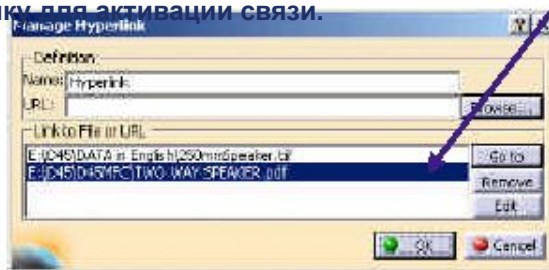 ку для активации связи.
Manage Hyperlink
Definition
Name: Hyperlink
URL:
Browse...
Link to File or URL
E:\D45\DATA in English\250mmSpeaker.tif
Go to
E:\D45\D45MFC\TWO-WAY-SPEAKER.pdf
Remove
Edit
OK
Cancel